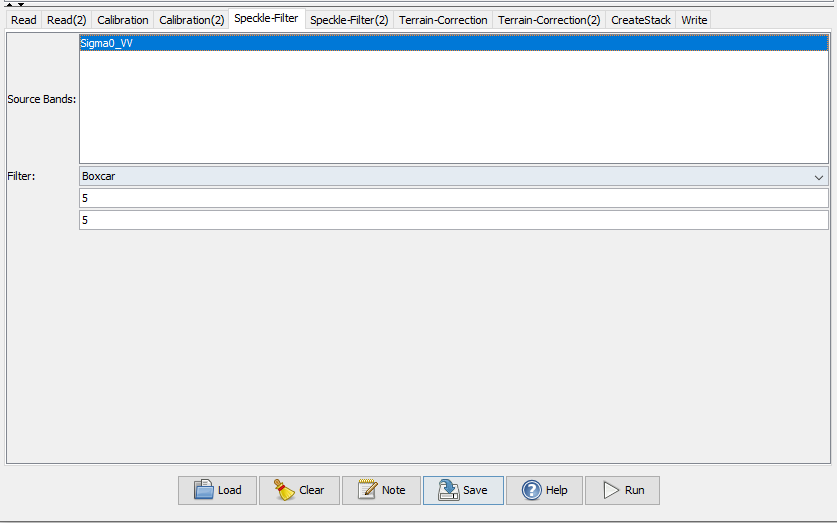 Read Read(2) Calibration Calibration(2) Speckle-Filter Speckle-Filter(2) Terrain-Correction Terrain-Correction(2) CreateStack Write
Sigma0_VV
Source Bands:
Filter: Boxcar
5
5
Load Clear Note Save Help Run